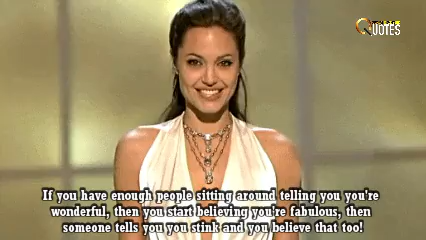 QUOTES
If you have enough people sitting around telling you you're
wonderful, then you start believing you're fabulous, then
someone tells you you stink and you believe that too!